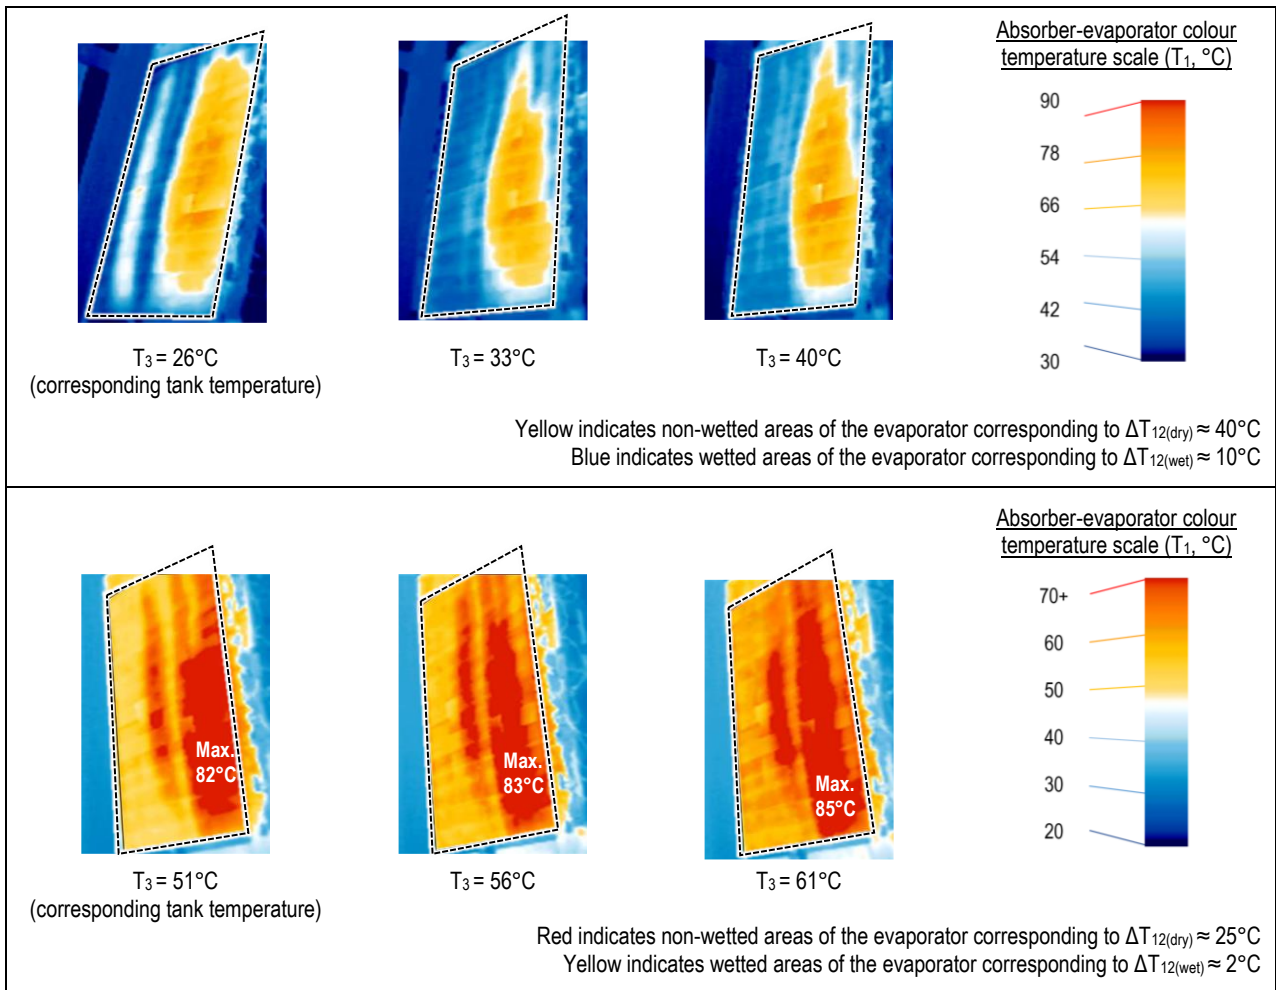 Absorber-evaporator colour
temperature scale (T₁, °C)
90
78
66
54
42
30
T₃ = 26°C
(corresponding tank temperature)
T₃ = 33°C
T₃ = 40°C
Yellow indicates non-wetted areas of the evaporator corresponding to ΔT₁₂₍dry₎ ≈ 40°C
Blue indicates wetted areas of the evaporator corresponding to ΔT₁₂₍wet₎ ≈ 10°C
Absorber-evaporator colour
temperature scale (T₁, °C)
70+
60
50
40
30
20
Max.
82°C
Max.
83°C
Max.
85°C
T₃ = 51°C
(corresponding tank temperature)
T₃ = 56°C
T₃ = 61°C
Red indicates non-wetted areas of the evaporator corresponding to ΔT₁₂₍dry₎ ≈ 25°C
Yellow indicates wetted areas of the evaporator corresponding to ΔT₁₂₍wet₎ ≈ 2°C